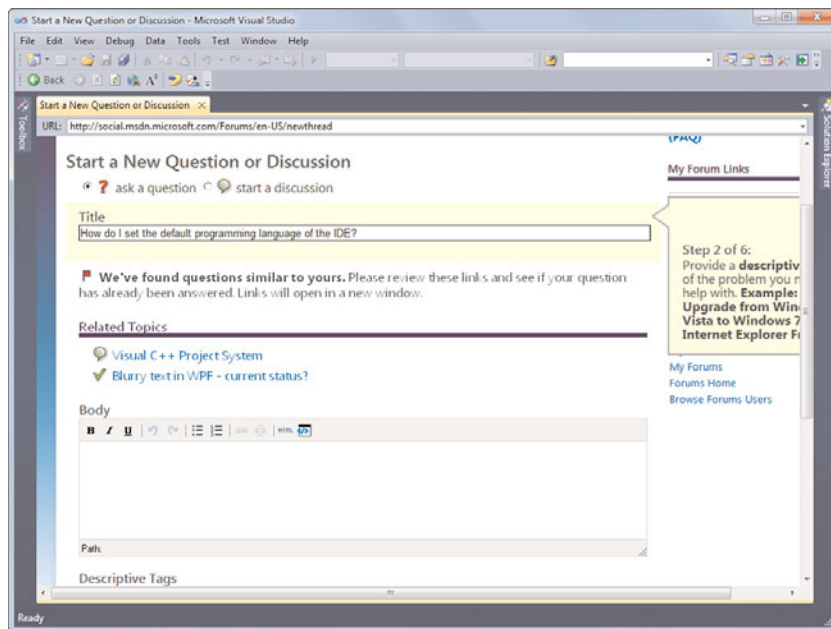 Start a New Question or Discussion - Microsoft Visual Studio
File Edit View Debug Data Tools Test Window Help
Back
Start a New Question or Discussion
URL: http://social.msdn.microsoft.com/Forums/en-US/newthread
Toolbox
Solution Explorer
(FAQ)
Start a New Question or Discussion
My Forum Links
? ask a question start a discussion
Title
How do I set the default programming language of the IDE?
Step 2 of 6:
Provide a descriptiv
of the problem you n
help with. Example:
Upgrade from Win
Vista to Windows 7
Internet Explorer F
We've found questions similar to yours. Please review these links and see if your question
has already been answered. Links will open in a new window.
Related Topics
Visual C++ Project System
Blurry text in WPF - current status?
My Forums
Forums Home
Browse Forums Users
Body
B I U HTML
Path:
Descriptive Tags
Ready